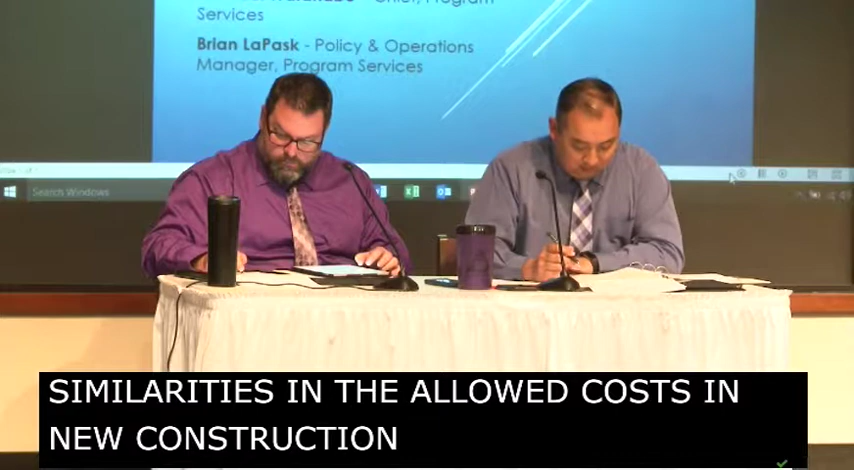 Services
Brian LaPask - Policy & Operations
Manager, Program Services
Search Windows
SIMILARITIES IN THE ALLOWED COSTS IN
NEW CONSTRUCTION